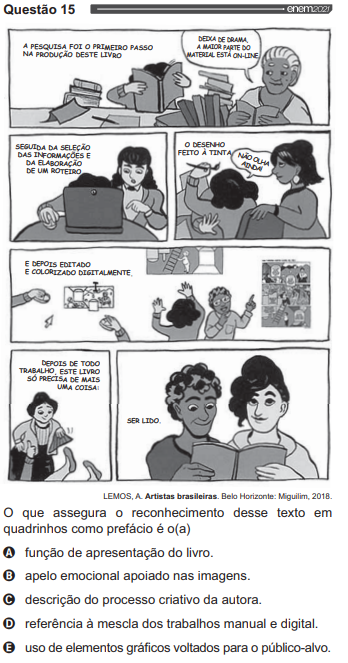 Questão 15
enem2021
A PESQUISA FOI O PRIMEIRO PASSO
NA PRODUÇÃO DESTE LIVRO
DEIXA DE DRAMA,
A MAIOR PARTE DO
MATERIAL ESTÁ ON-LINE
SEGUIDA DA SELEÇÃO
DAS INFORMAÇÕES E
DA ELABORAÇÃO
DE UM ROTEIRO.
O DESENHO
FEITO À TINTA
NÃO OLHA
AINDA!
E DEPOIS EDITADO
E COLORIZADO DIGITALMENTE.
DEPOIS DE TODO
TRABALHO, ESTE LIVRO
SÓ PRECISA DE MAIS
UMA COISA:
SER LIDO.
LEMOS, A. Artistas brasileiras. Belo Horizonte: Miguilim, 2018.
O que assegura o reconhecimento desse texto em
quadrinhos como prefácio é o(a)
A função de apresentação do livro.
B apelo emocional apoiado nas imagens.
C descrição do processo criativo da autora.
D referência à mescla dos trabalhos manual e digital.
E uso de elementos gráficos voltados para o público-alvo.